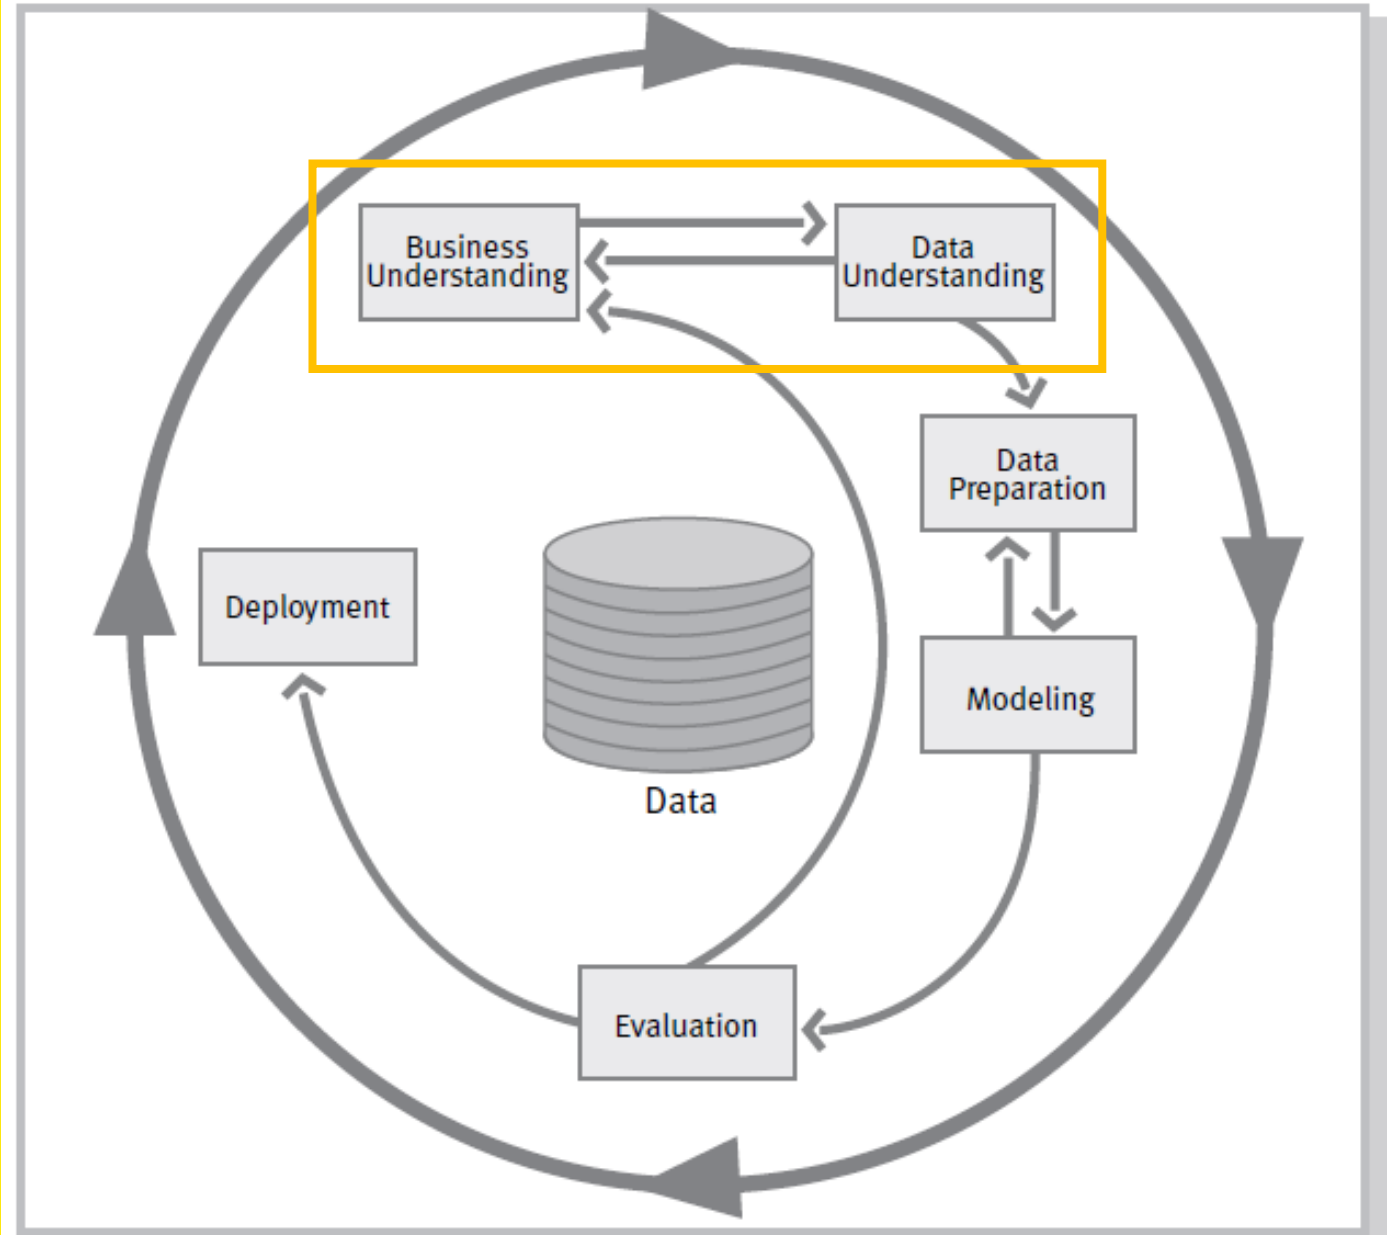 Business
Understanding
Data
Understanding
Data
Preparation
Deployment
Modeling
Data
Evaluation